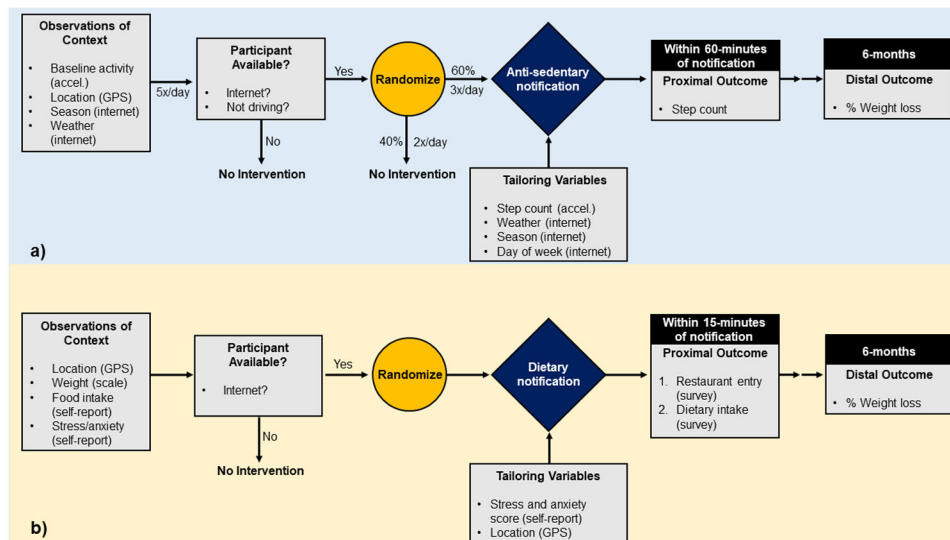 Observations of
Context
• Baseline activity
(accel.)
• Location (GPS)
• Season (internet)
• Weather
(internet)
5x/day
Participant
Available?
• Internet?
• Not driving?
Yes
No
No Intervention
Randomize
60%
3x/day
40%
2x/day
No Intervention
Anti-sedentary
notification
Tailoring Variables
• Step count (accel.)
• Weather (internet)
• Season (internet)
• Day of week (internet)
Within 60-minutes
of notification
Proximal Outcome
• Step count
6-months
Distal Outcome
• % Weight loss
a)
Observations of
Context
• Location (GPS)
• Weight (scale)
• Food intake
(self-report)
• Stress/anxiety
(self-report)
Participant
Available?
• Internet?
Yes
No
No Intervention
Randomize
Dietary
notification
Tailoring Variables
• Stress and anxiety
score (self-report)
• Location (GPS)
Within 15-minutes
of notification
Proximal Outcome
1. Restaurant entry
(survey)
2. Dietary intake
(survey)
6-months
Distal Outcome
• % Weight loss
b)